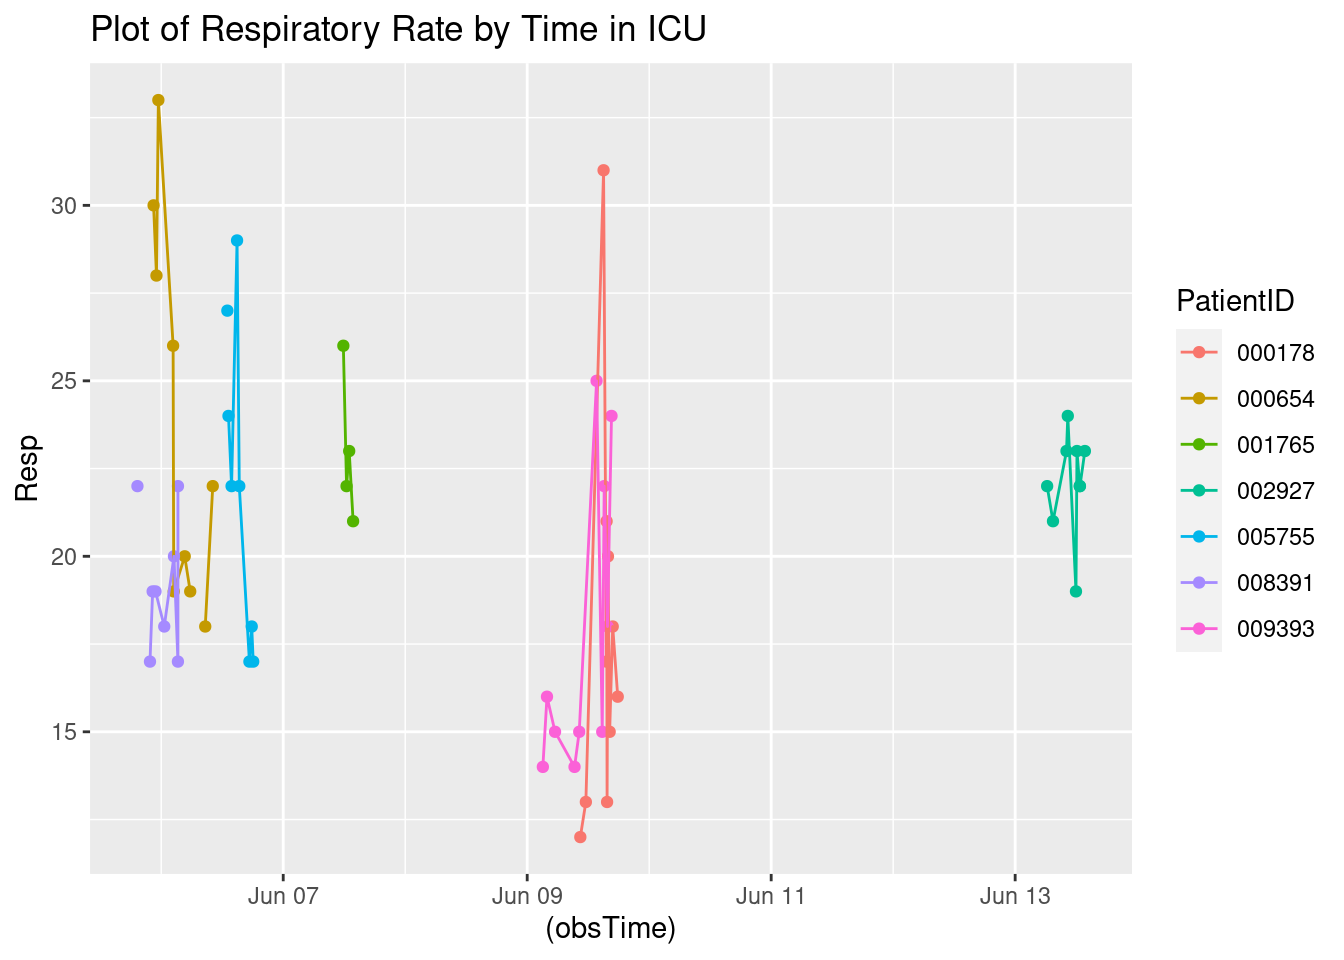 Plot of Respiratory Rate by Time in ICU
Resp
30
25
20
15
Jun 07
Jun 09
Jun 11
Jun 13
(obsTime)
PatientID
000178
000654
001765
002927
005755
008391
009393